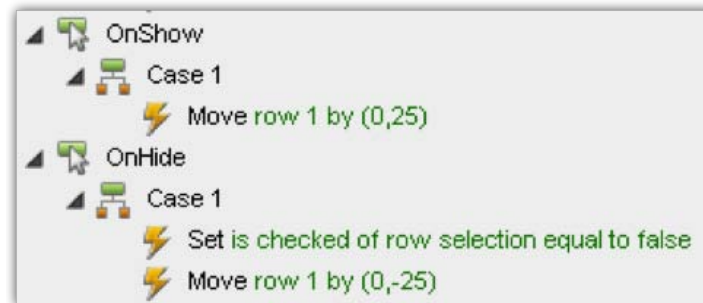 OnShow
Case 1
Move row 1 by (0,25)
OnHide
Case 1
Set is checked of row selection equal to false
Move row 1 by (0,-25)